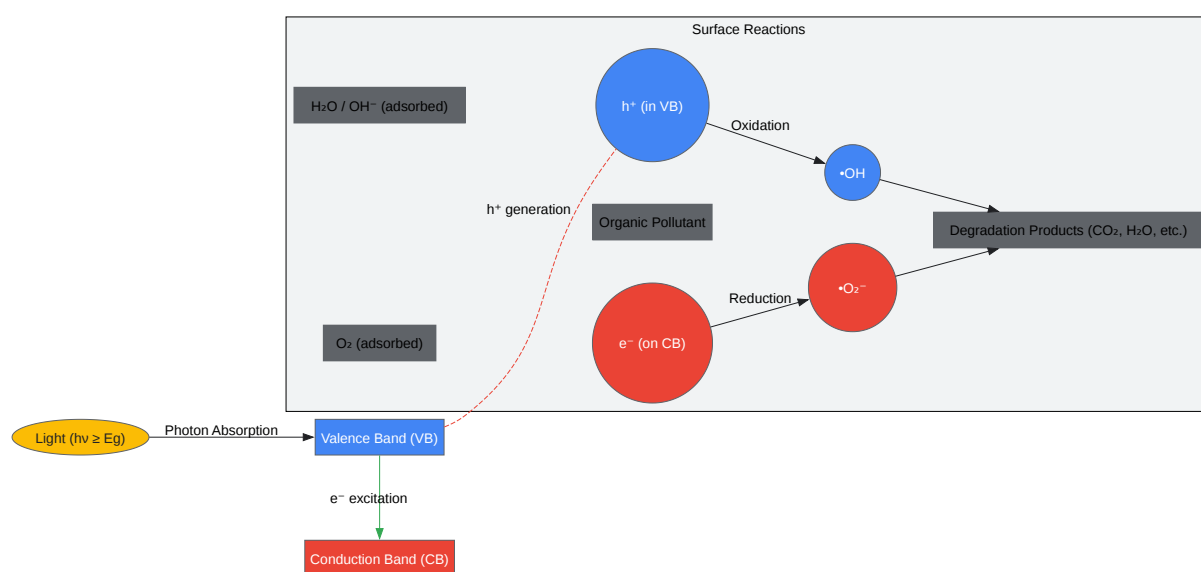 Surface Reactions
H₂O / OH⁻ (adsorbed)
h⁺ (in VB)
Oxidation
•OH
h⁺ generation
Organic Pollutant
Degradation Products (CO₂, H₂O, etc.)
•O₂⁻
Reduction
O₂ (adsorbed)
e⁻ (on CB)
Light (hν ≥ Eg)
Photon Absorption
Valence Band (VB)
e⁻ excitation
Conduction Band (CB)